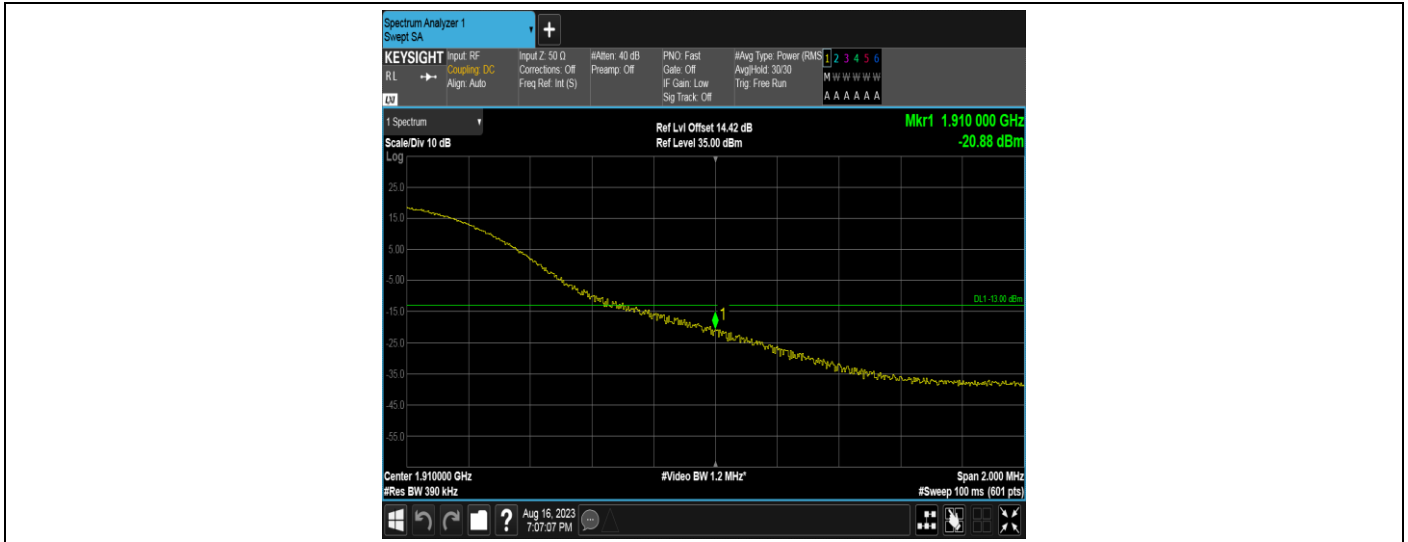 Spectrum Analyzer 1
Swept SA
+
KEYSIGHT Input: RF Input Z: 50 Ω #Atten: 40 dB PNO: Fast #Avg Type: Power (RMS 1 2 3 4 5 6
RL Coupling: DC Corrections: Off Preamp: Off Gate: Off Avg|Hold: 30/30 M W W W W W
Align: Auto Freq Ref: Int (S) IF Gain: Low Trig: Free Run
LXI Sig Track: Off A A A A A A
1 Spectrum Ref Lvl Offset 14.42 dB Mkr1 1.910 000 GHz
Scale/Div 10 dB Ref Level 35.00 dBm -20.88 dBm
Log
25.0
15.0
5.00
-5.00
DL1 -13.00 dBm
-15.0
1
-25.0
-35.0
-45.0
-55.0
Center 1.910000 GHz #Video BW 1.2 MHz* Span 2.000 MHz
#Res BW 390 kHz #Sweep 100 ms (601 pts)
? Aug 16, 2023
7:07:07 PM